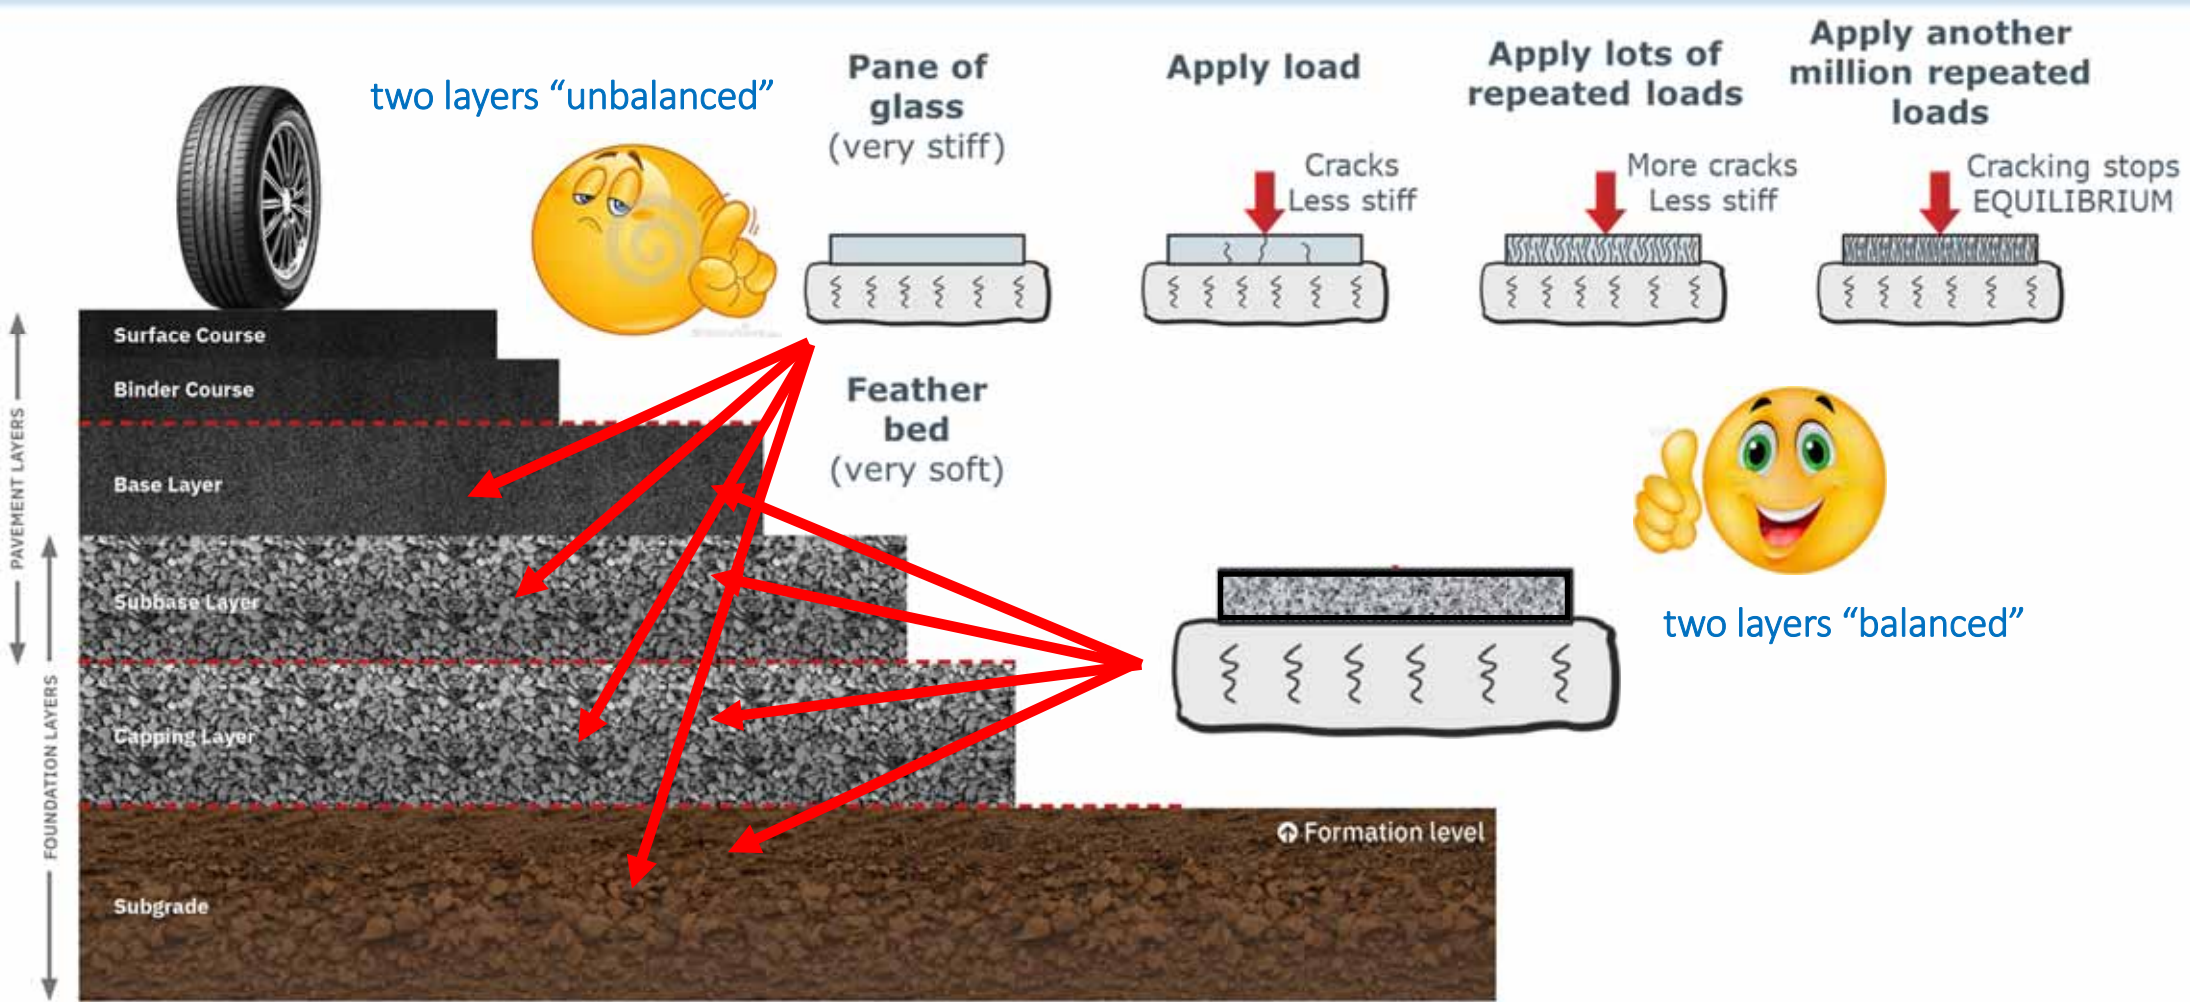 two layers “unbalanced”
Pane of
glass
(very stiff)
Apply load
Cracks
Less stiff
Apply lots of
repeated loads
More cracks
Less stiff
Apply another
million repeated
loads
Cracking stops
EQUILIBRIUM
Feather
bed
(very soft)
two layers “balanced”
PAVEMENT LAYERS
FOUNDATION LAYERS
Surface Course
Binder Course
Base Layer
Subbase Layer
Capping Layer
Formation level
Subgrade